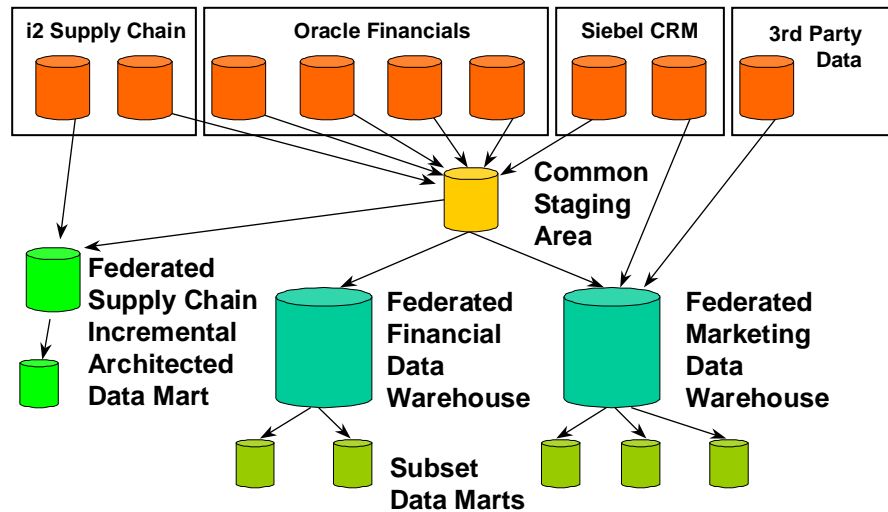 i2 Supply Chain
Oracle Financials
Siebel CRM
3rd Party
Data
Common
Staging
Area
Federated
Supply Chain
Incremental
Architected
Data Mart
Federated
Financial
Data
Warehouse
Federated
Marketing
Data
Warehouse
Subset
Data Marts